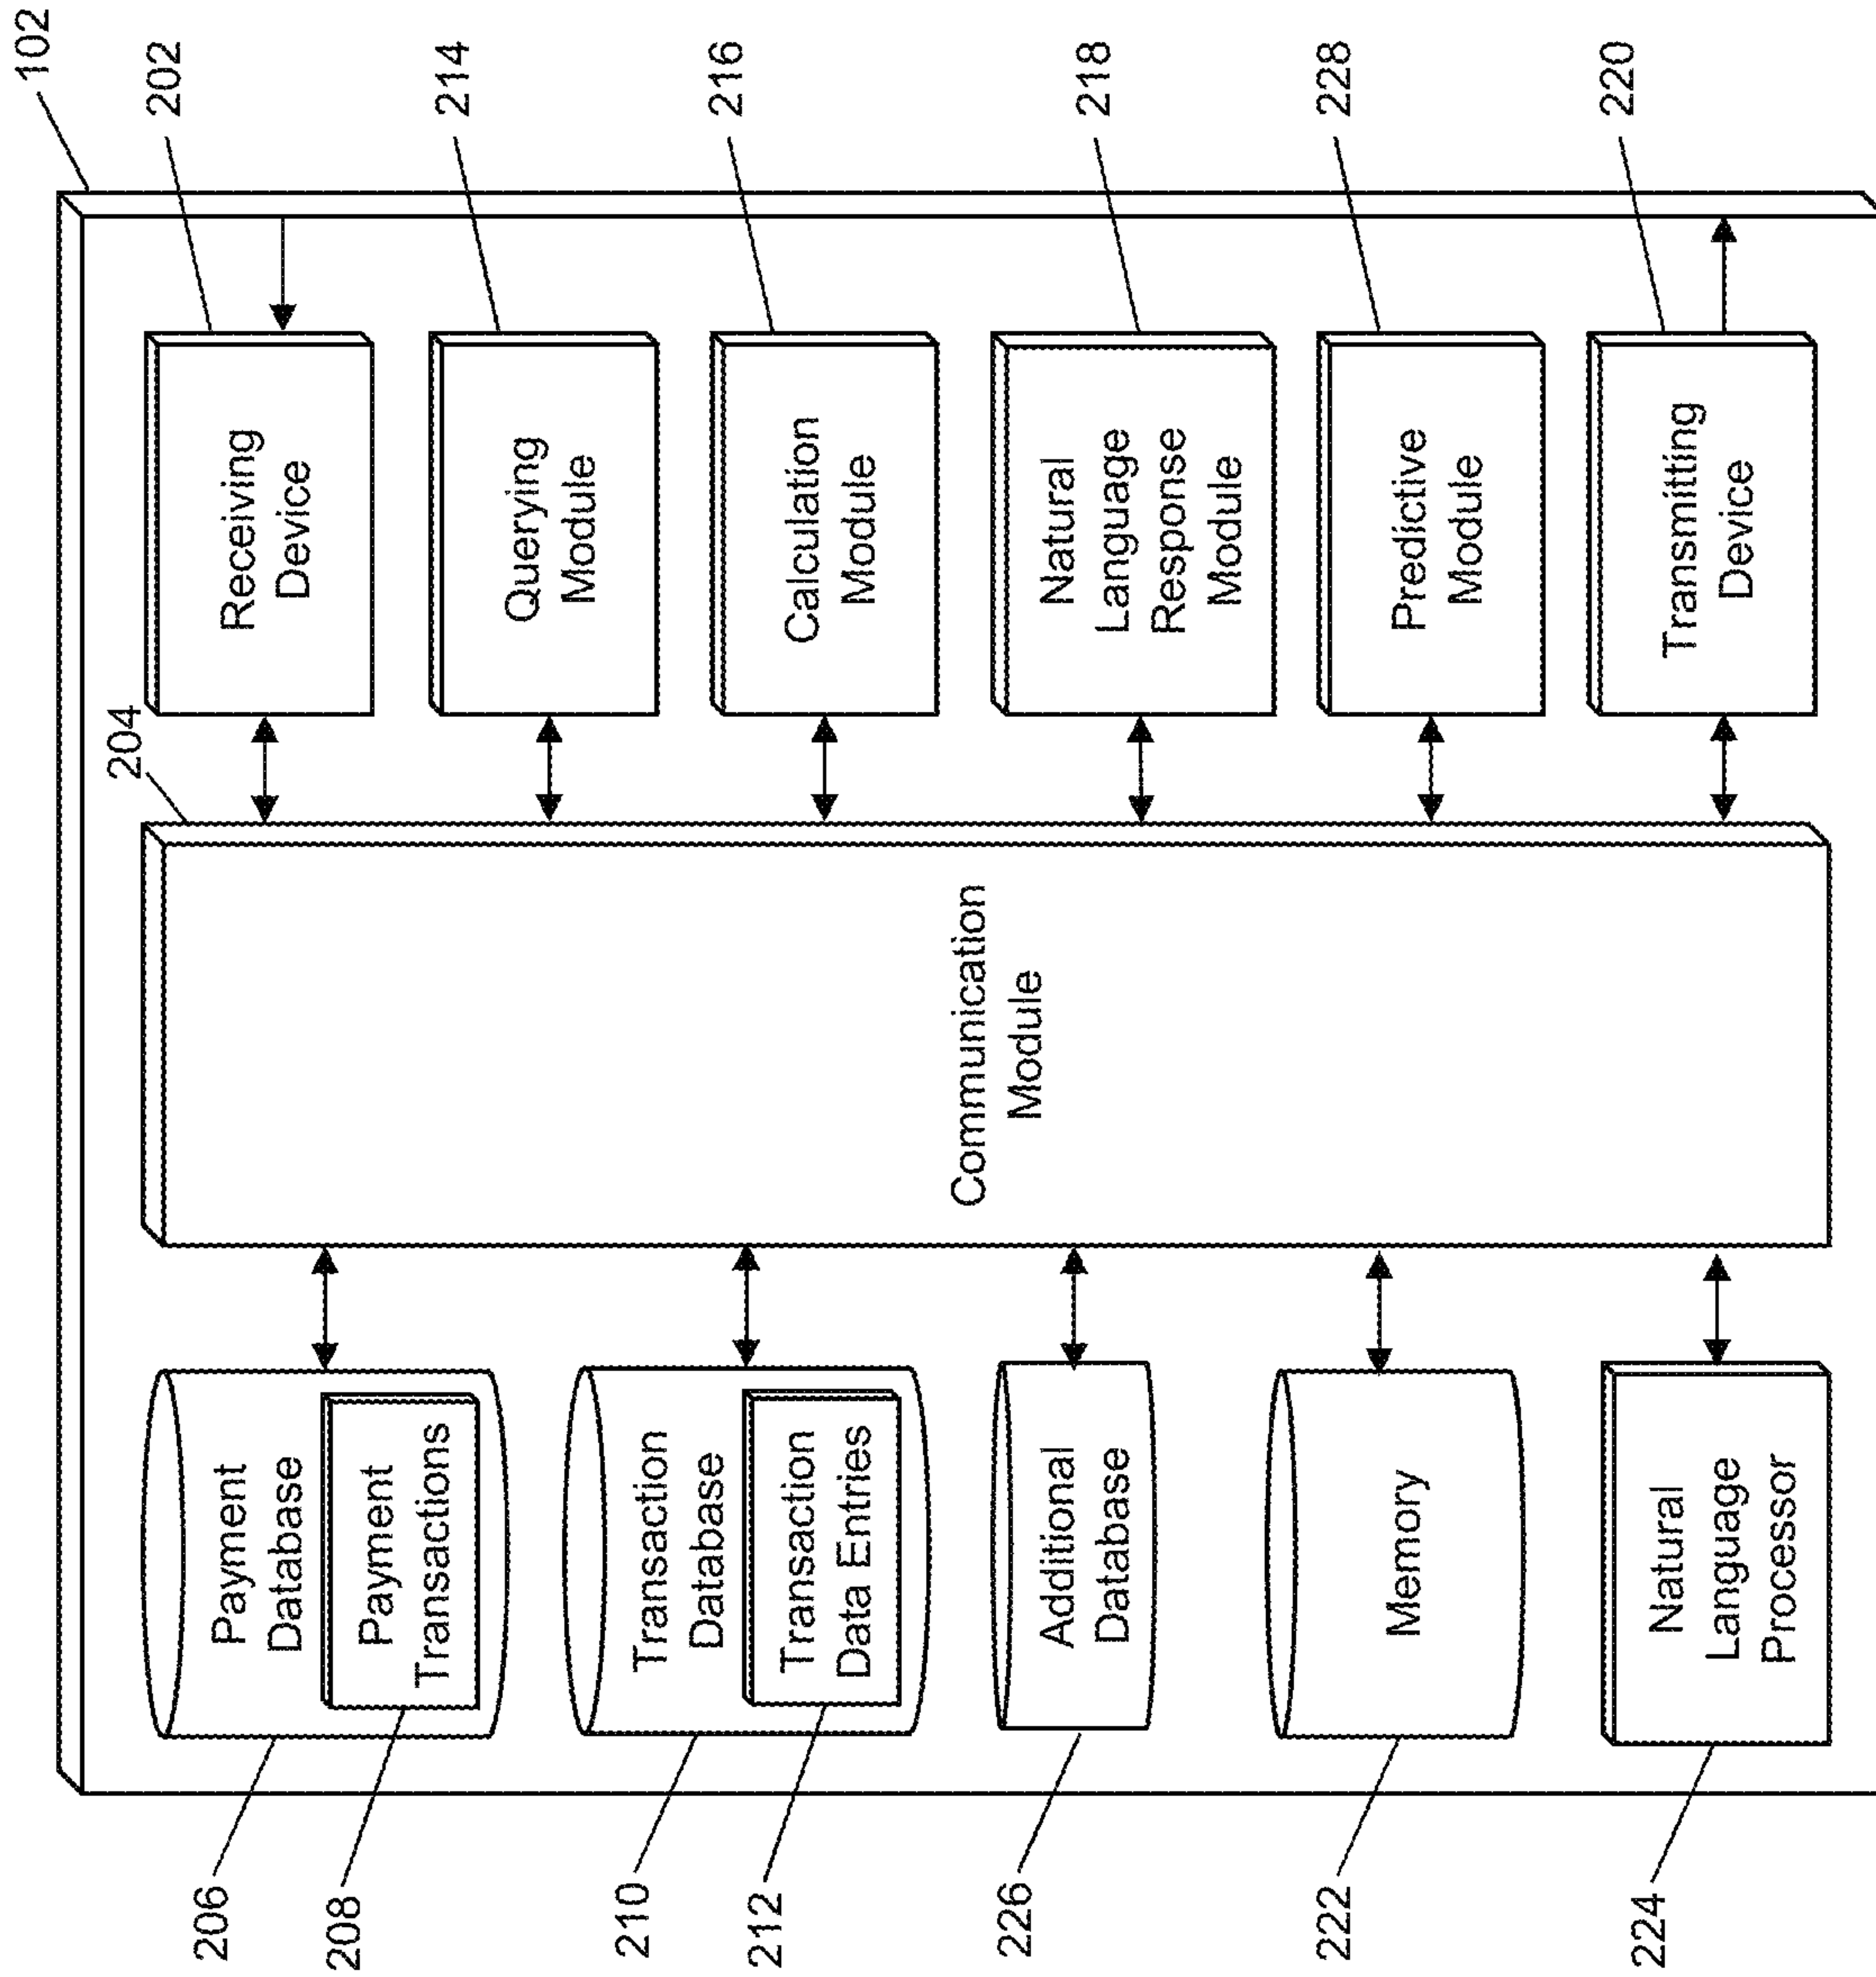 102
202
214
216
218
228
220
204
Receiving
Device
Querying
Module
Calculation
Module
Natural
Language
Response
Module
Predictive
Module
Transmitting
Device
Communication
Module
Payment
Database
Payment
Transactions
Transaction
Database
Transaction
Data Entries
Additional
Database
Memory
Natural
Language
Processor
206
208
210
212
226
222
224